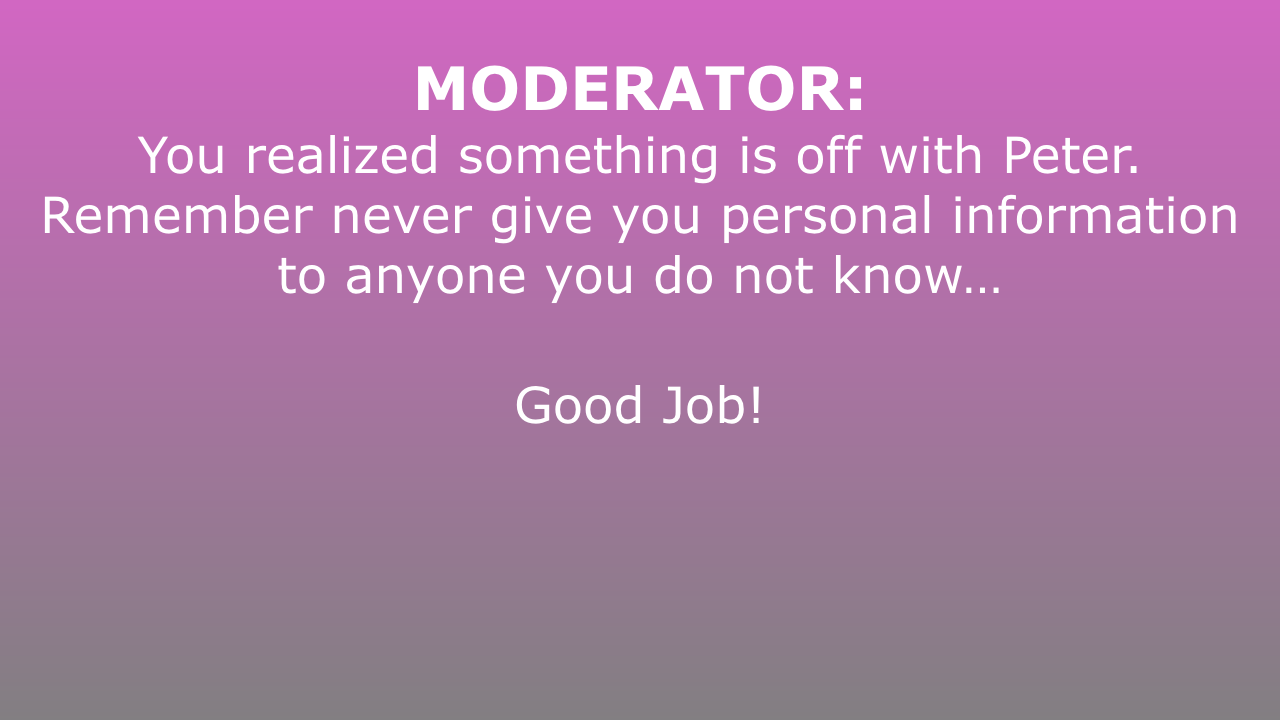 MODERATOR:
You realized something is off with Peter.
Remember never give you personal information
to anyone you do not know…
Good Job!